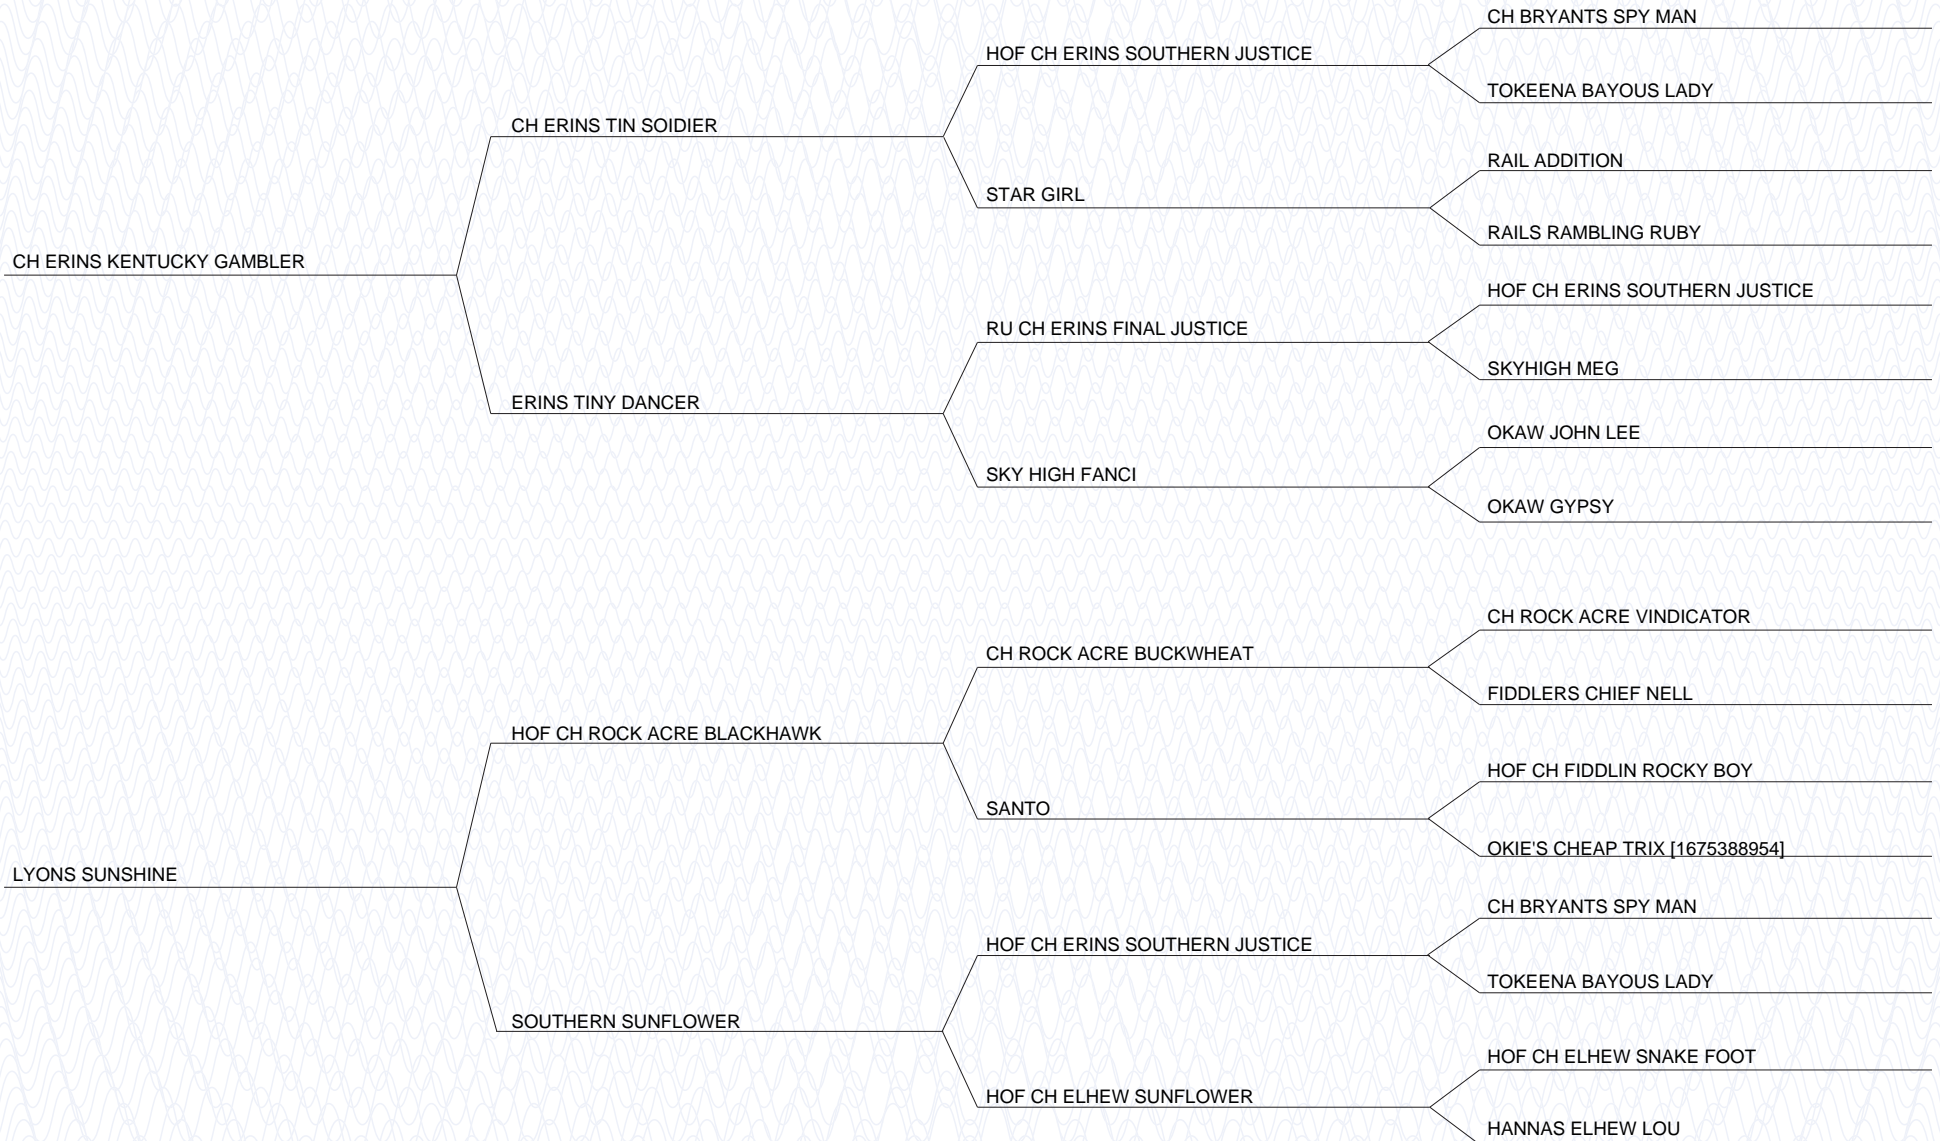 CH BRYANTS SPY MAN
HOF CH ERINS SOUTHERN JUSTICE
TOKEENA BAYOUS LADY
CH ERINS TIN SOIDIER
RAIL ADDITION
STAR GIRL
RAILS RAMBLING RUBY
CH ERINS KENTUCKY GAMBLER
HOF CH ERINS SOUTHERN JUSTICE
RU CH ERINS FINAL JUSTICE
SKYHIGH MEG
ERINS TINY DANCER
OKAW JOHN LEE
SKY HIGH FANCI
OKAW GYPSY
CH ROCK ACRE VINDICATOR
CH ROCK ACRE BUCKWHEAT
FIDDLERS CHIEF NELL
HOF CH ROCK ACRE BLACKHAWK
HOF CH FIDDLIN ROCKY BOY
SANTO
OKIE'S CHEAP TRIX [1675388954]
LYONS SUNSHINE
CH BRYANTS SPY MAN
HOF CH ERINS SOUTHERN JUSTICE
TOKEENA BAYOUS LADY
SOUTHERN SUNFLOWER
HOF CH ELHEW SNAKE FOOT
HOF CH ELHEW SUNFLOWER
HANNAS ELHEW LOU